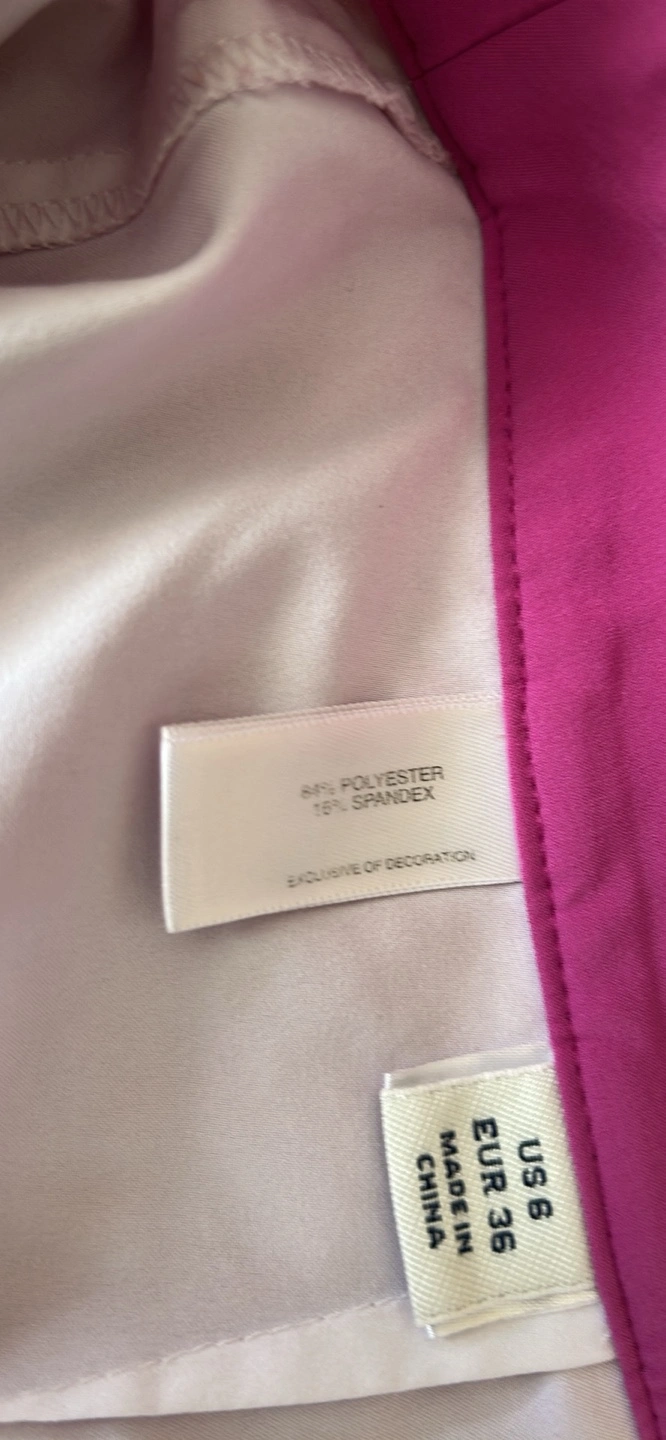 84% POLYESTER
16% SPANDEX
EXCLUSIVE OF DECORATION
US 6
EUR 36
MADE IN
CHINA